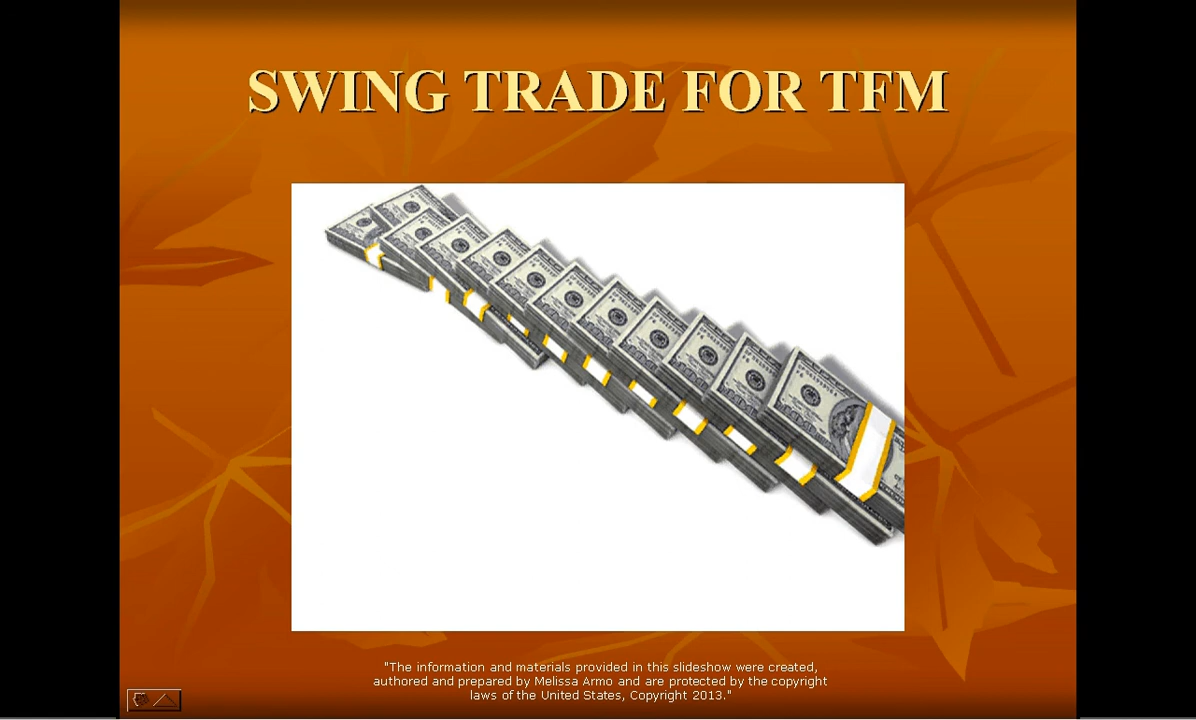 SWING TRADE FOR TFM
"The information and materials provided in this slideshow were created,
authored and prepared by Melissa Armo and are protected by the copyright
laws of the United States, Copyright 2013."